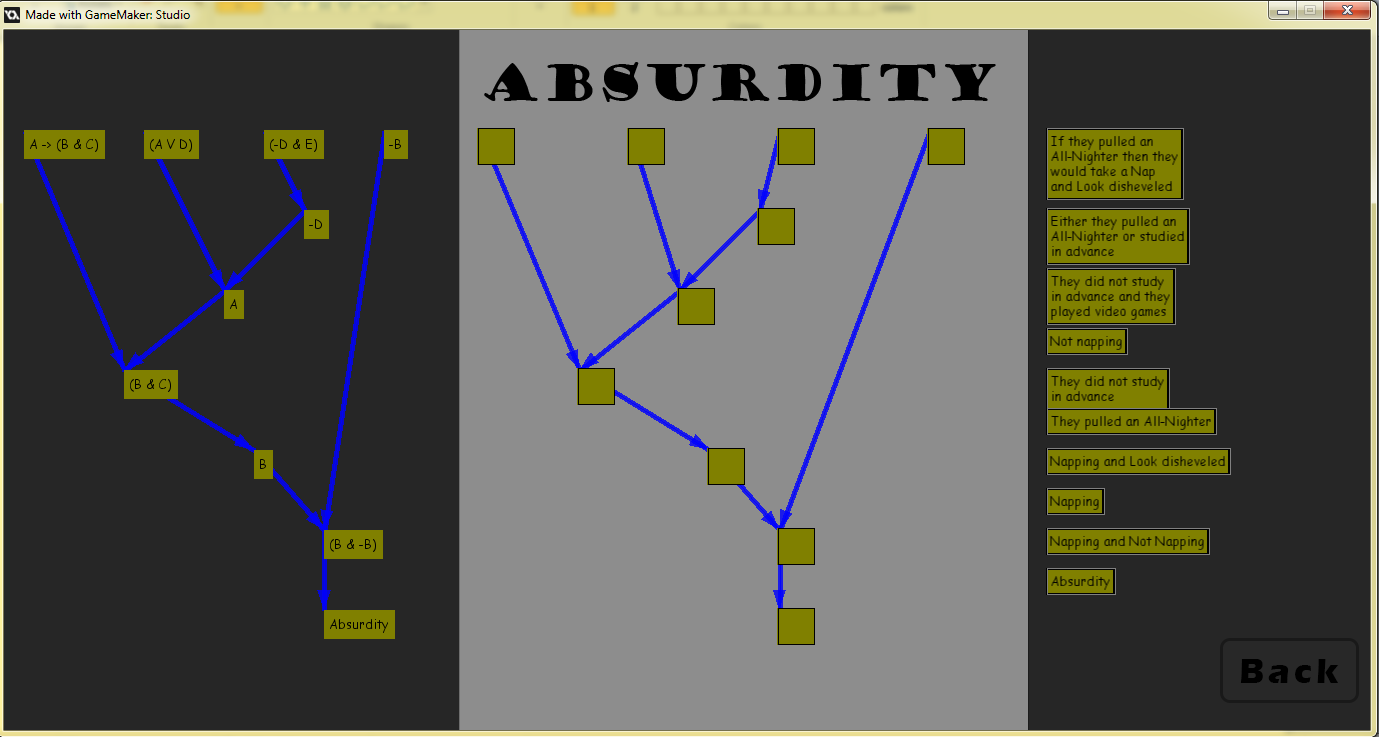 Made with GameMaker: Studio
ABSURDITY
A -> (B & C)
(A V D)
(-D & E)
-B
-D
A
(B & C)
B
(B & -B)
Absurdity
If they pulled an
All-Nighter then they
would take a Nap
and Look disheveled
Either they pulled an
All-Nighter or studied
in advance
They did not study
in advance and they
played video games
Not napping
They did not study
in advance
They pulled an All-Nighter
Napping and Look disheveled
Napping
Napping and Not Napping
Absurdity
Back